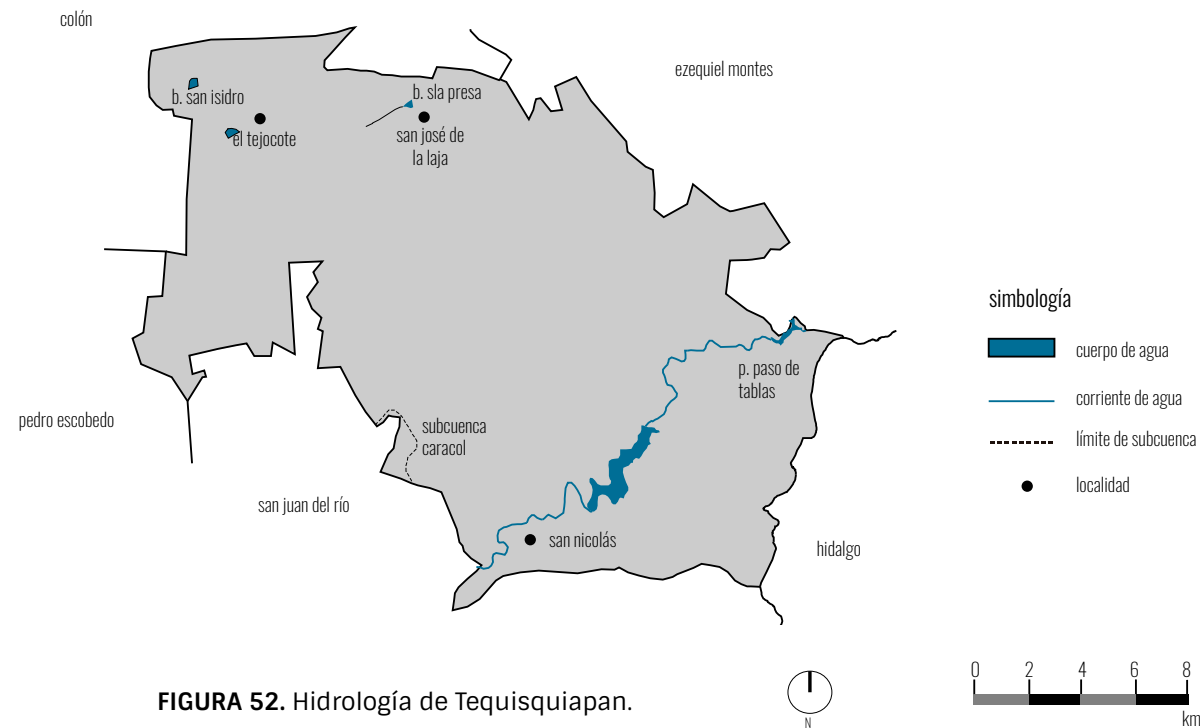 colón
ezequiel montes
b. san isidro
b. sla presa
el tejocote
san josé de
la laja
simbología
cuerpo de agua
p. paso de
tablas
corriente de agua
pedro escobedo
subcuenca
caracol
límite de subcuenca
san juan del río
localidad
san nicolás
hidalgo
0 2 4 6 8
km
FIGURA 52. Hidrología de Tequisquiapan.
N